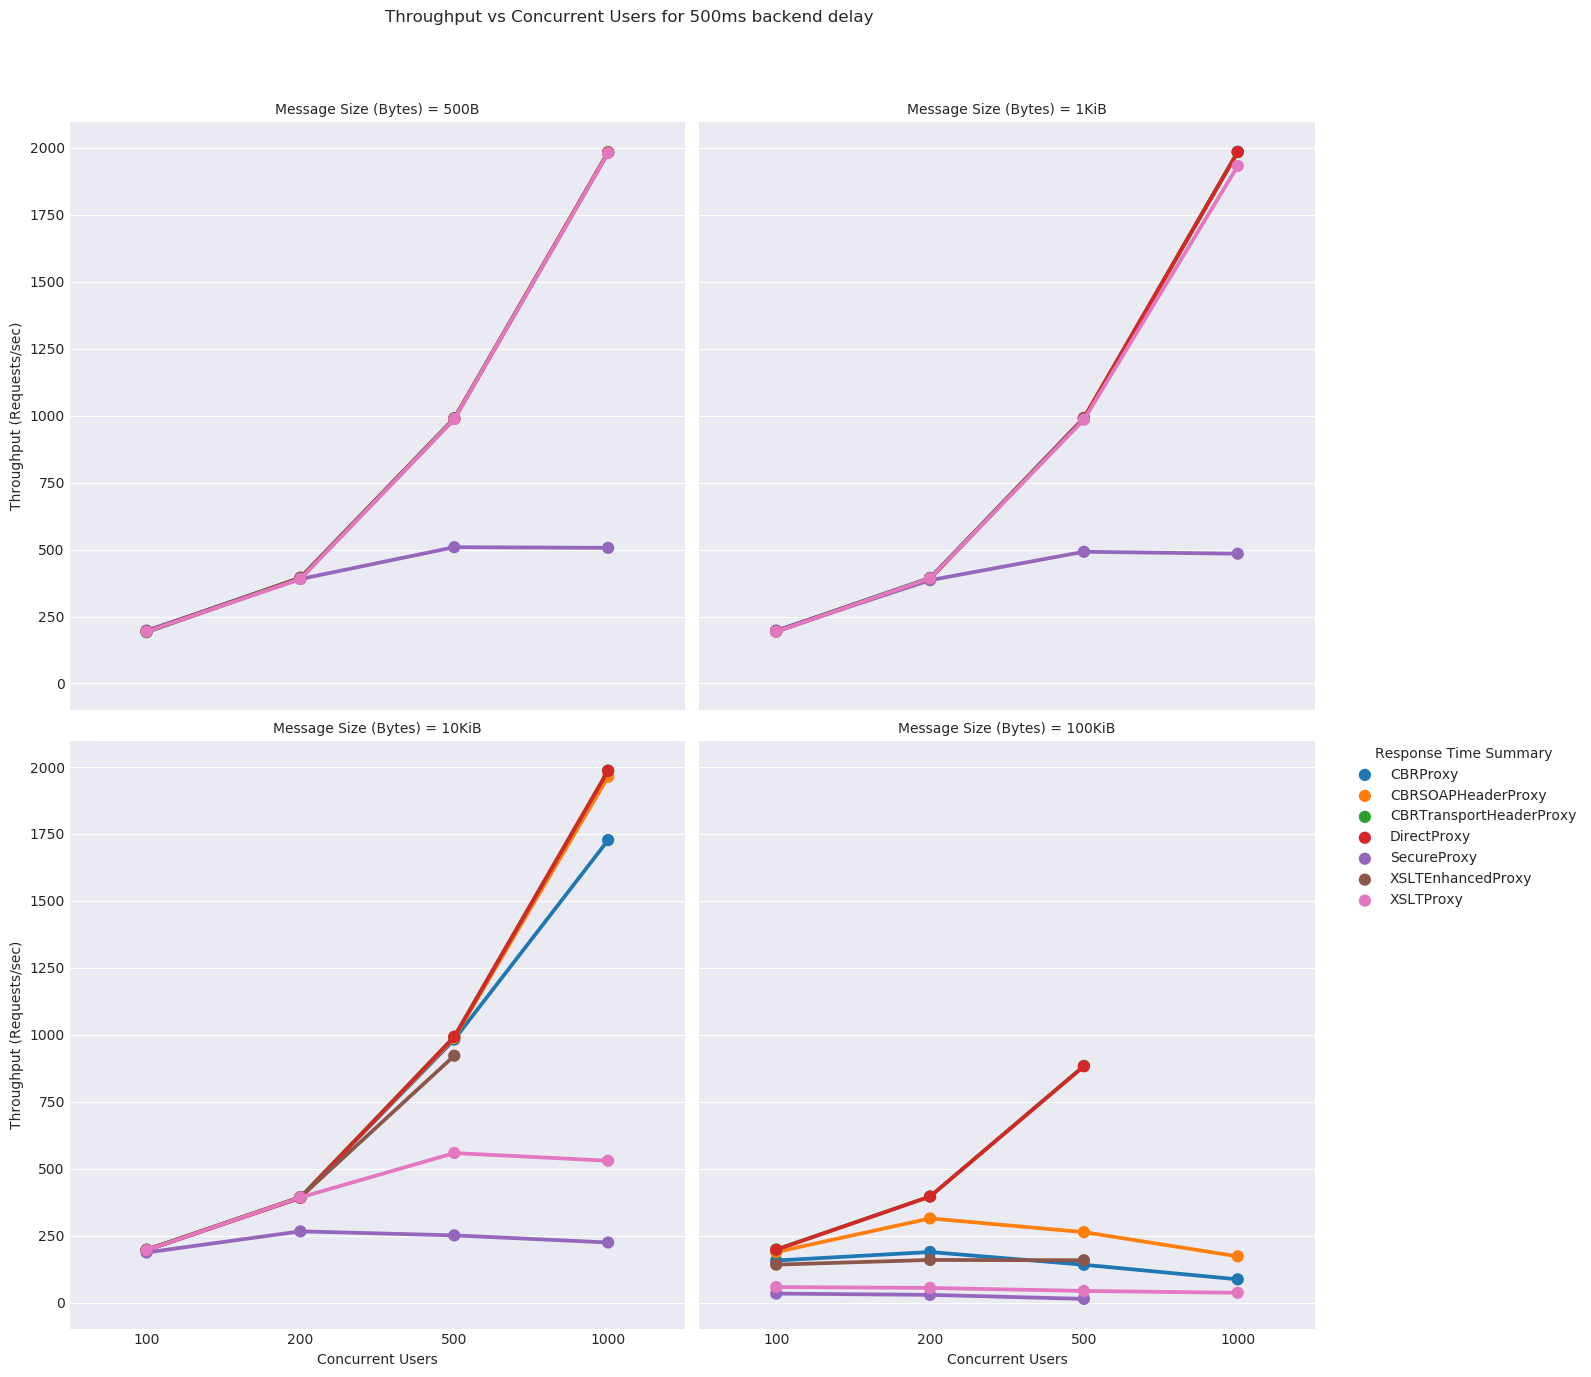 Throughput vs Concurrent Users for 500ms backend delay
Message Size (Bytes) = 500B
Message Size (Bytes) = 1KiB
2000
1750
1500
1250
1000
750
500
250
0
Throughput (Requests/sec)
Message Size (Bytes) = 10KiB
Message Size (Bytes) = 100KiB
2000
1750
1500
1250
1000
750
500
250
0
Throughput (Requests/sec)
100 200 500 1000
Concurrent Users
100 200 500 1000
Concurrent Users
Response Time Summary
CBRProxy
CBRSOAPHeaderProxy
CBRTransportHeaderProxy
DirectProxy
SecureProxy
XSLTEnhancedProxy
XSLTProxy